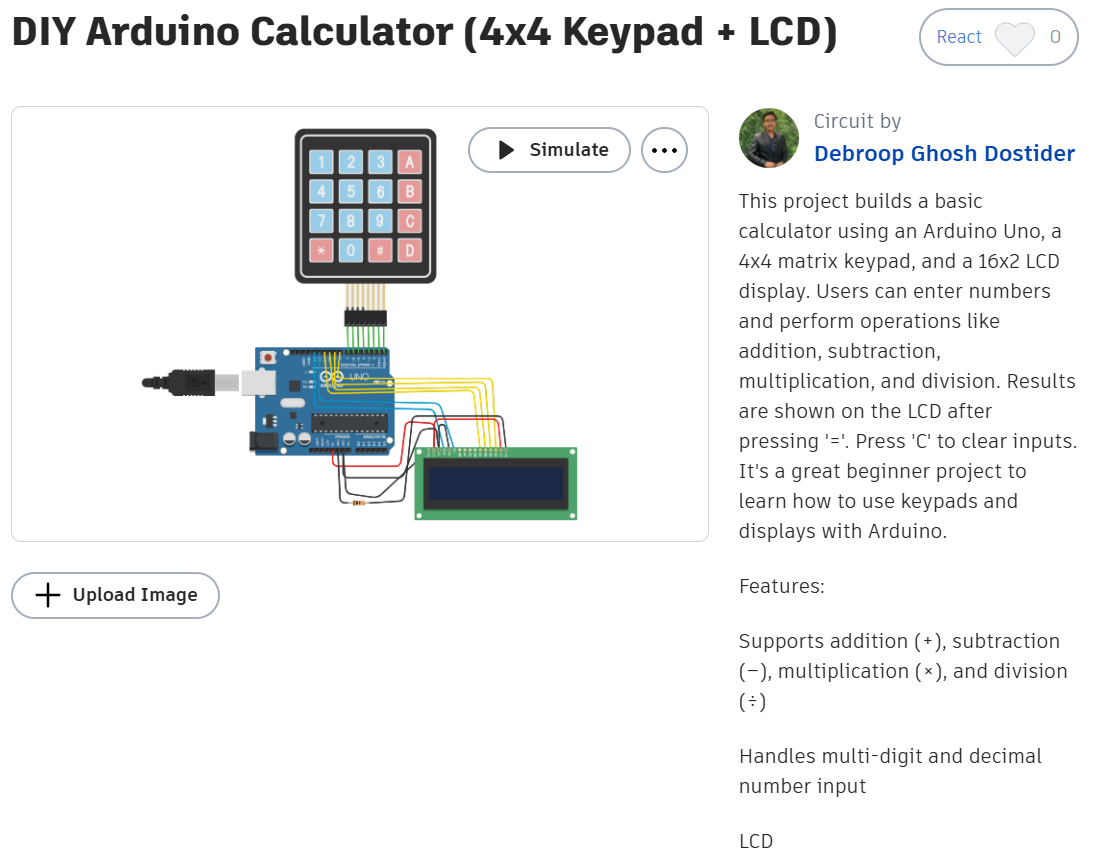 DIY Arduino Calculator (4x4 Keypad + LCD)
React 0
Simulate
1 2 3 A
4 5 6 B
7 8 9 C
* 0 # D
UNO
Upload Image
Circuit by
Debroop Ghosh Dostider
This project builds a basic
calculator using an Arduino Uno, a
4x4 matrix keypad, and a 16x2 LCD
display. Users can enter numbers
and perform operations like
addition, subtraction,
multiplication, and division. Results
are shown on the LCD after
pressing '='. Press 'C' to clear inputs.
It's a great beginner project to
learn how to use keypads and
displays with Arduino.
Features:
Supports addition (+), subtraction
(−), multiplication (×), and division
(÷)
Handles multi-digit and decimal
number input
LCD